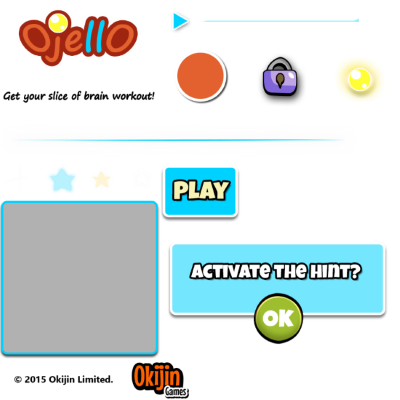 Ojello
Get your slice of brain workout!
PLAY
ACTIVATE THE HINT?
OK
© 2015 Okijin Limited.
Okijin
Games